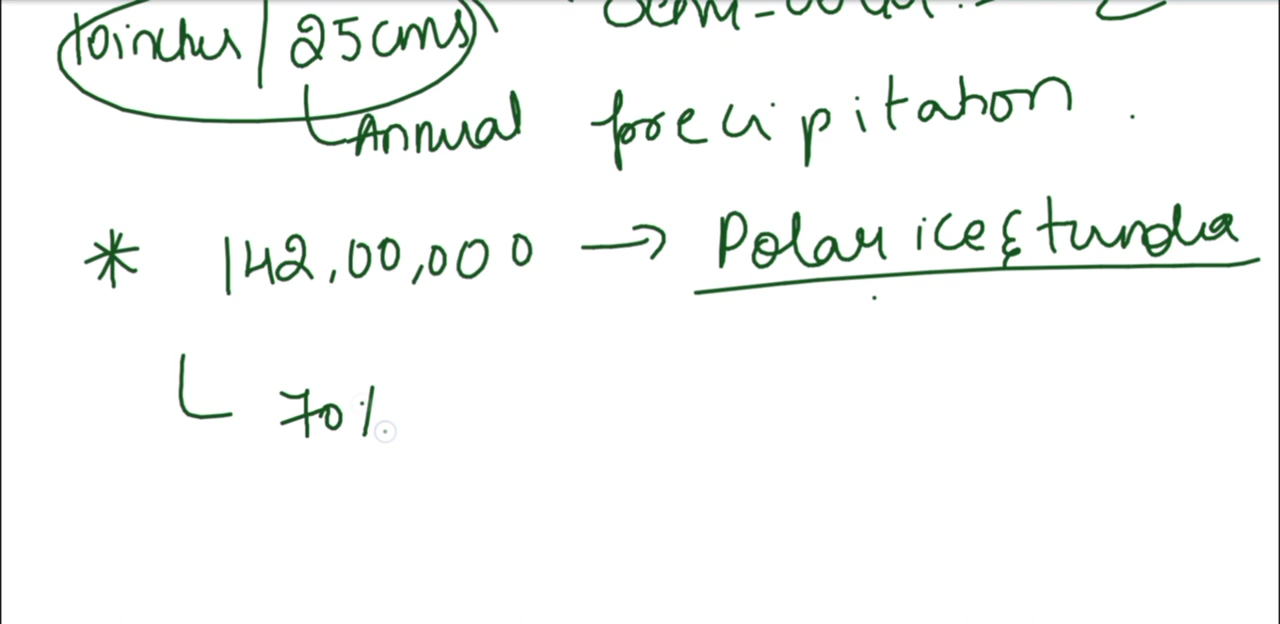 10inches / 25cms)
Annual precipitation.
* 142,00,000 → Polar ice & tundra
70%